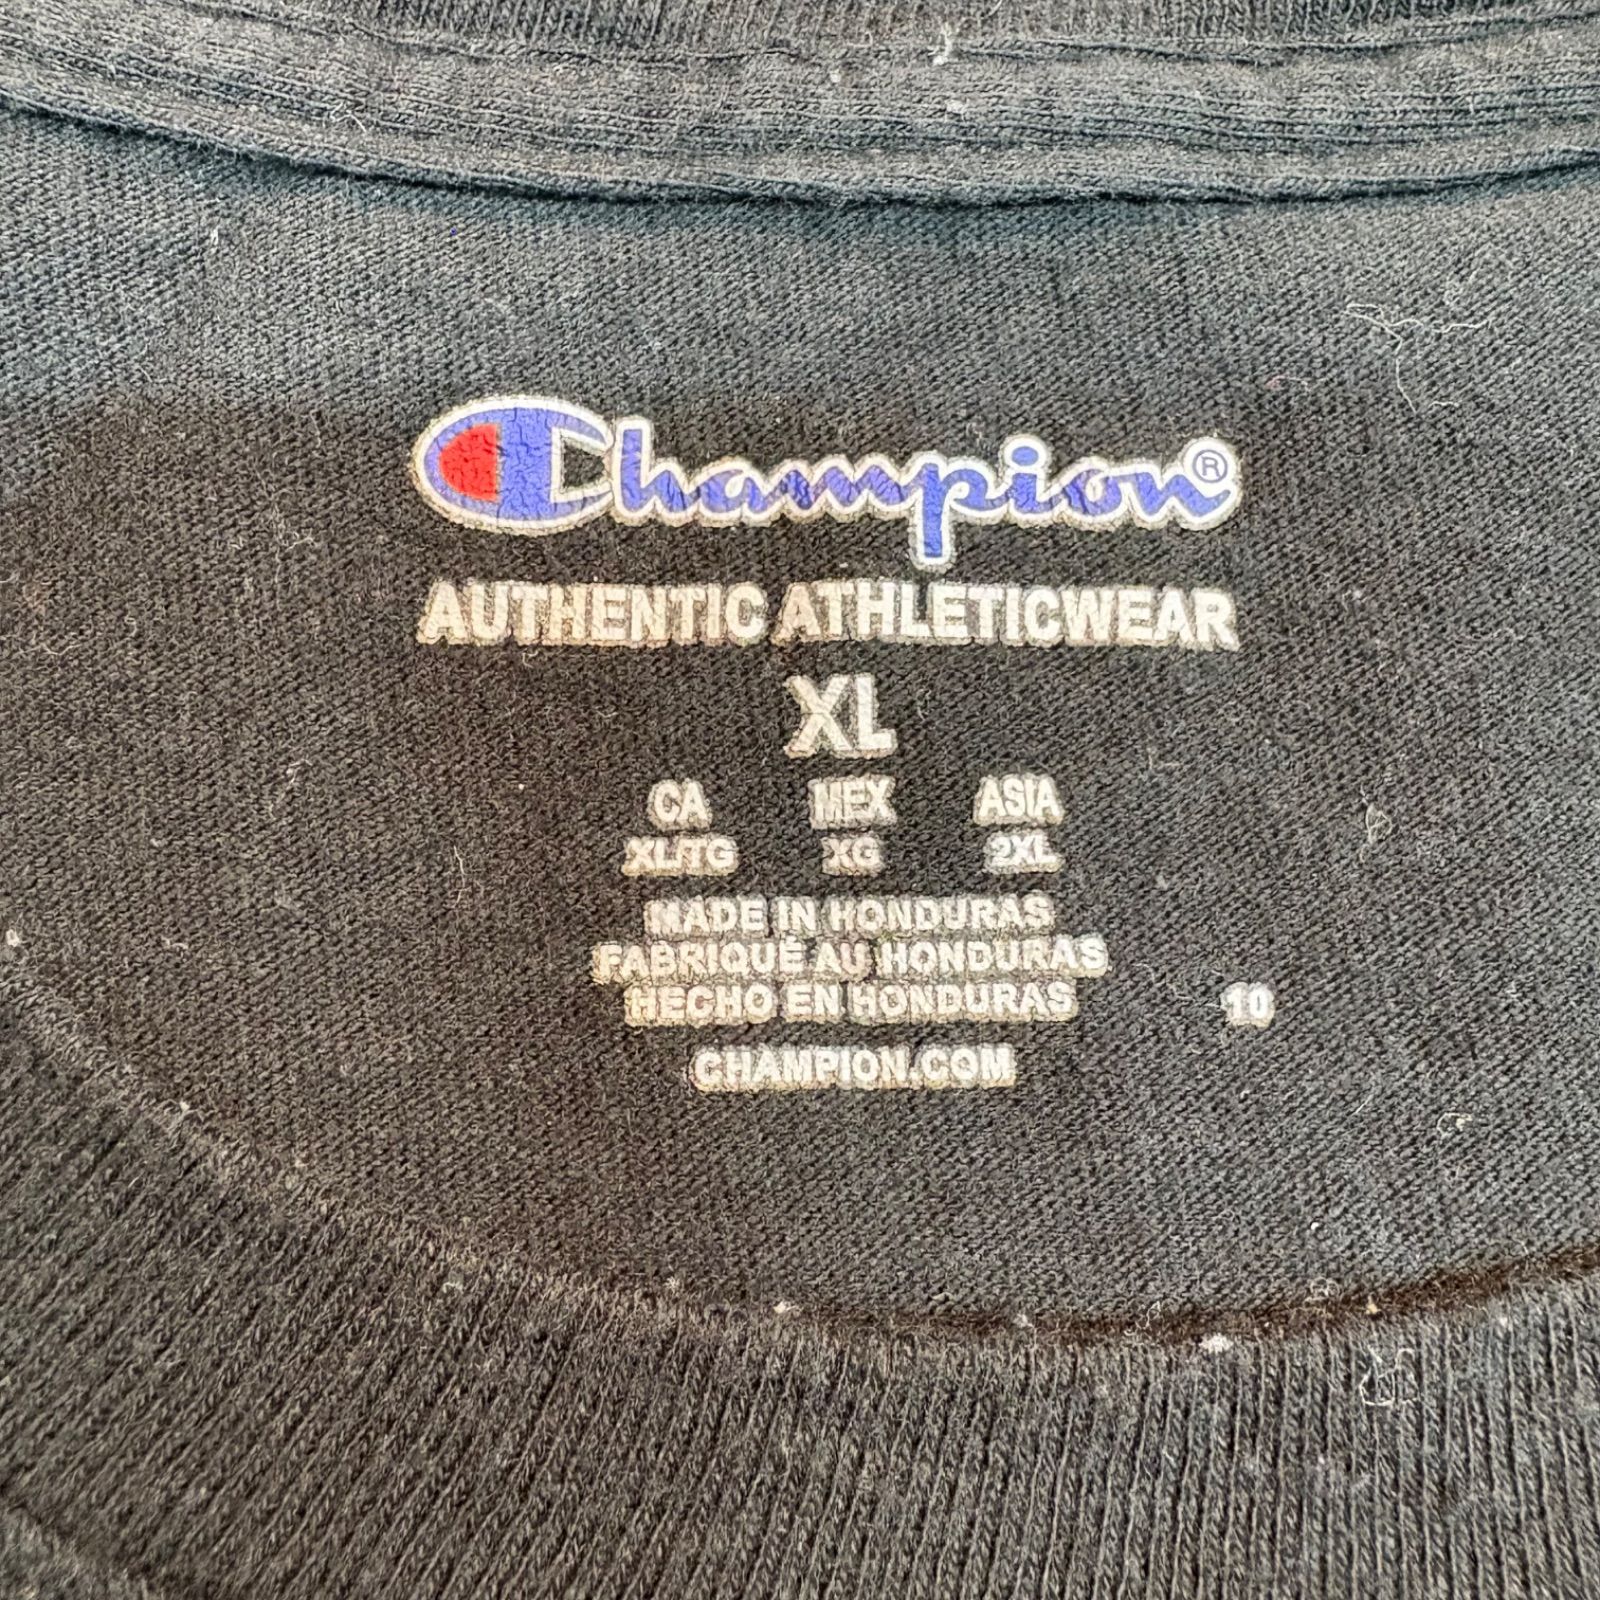 Champion®
AUTHENTIC ATHLETICWEAR
XL
CA MEX ASIA
XL/TG XG 2XL
MADE IN HONDURAS
FABRIQUÉ AU HONDURAS
HECHO EN HONDURAS
10
CHAMPION.COM